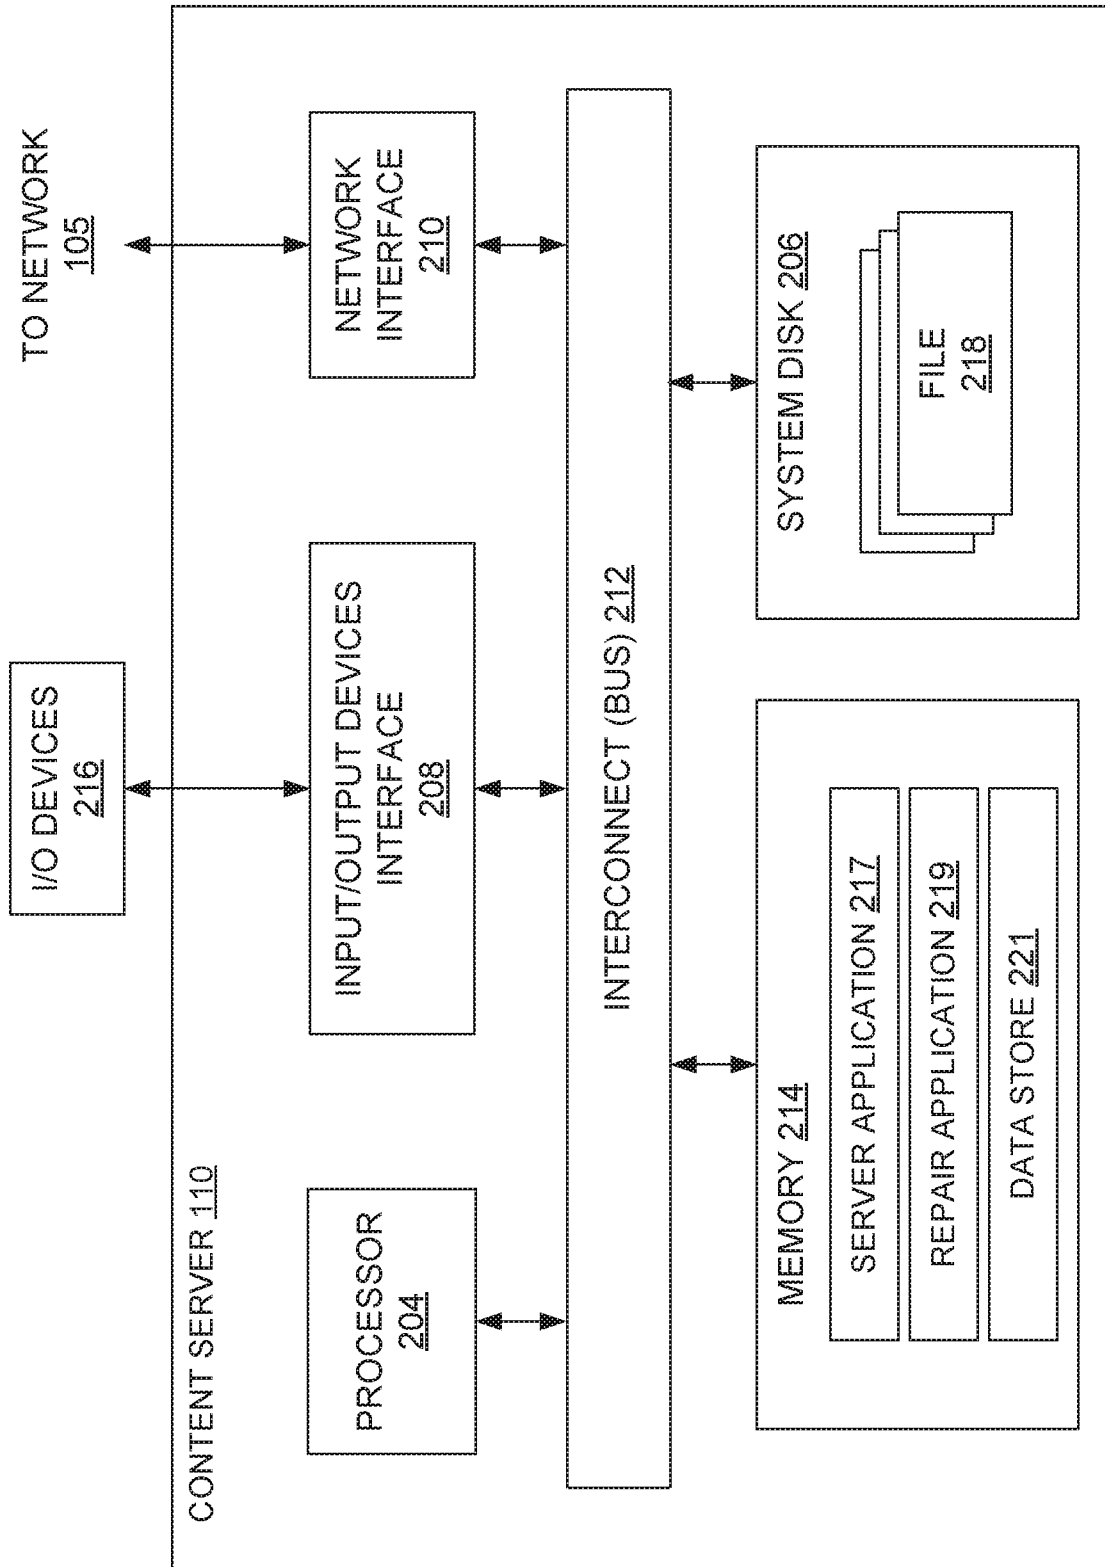 I/O DEVICES
216
TO NETWORK
105
CONTENT SERVER 110
PROCESSOR
204
INPUT/OUTPUT DEVICES
INTERFACE
208
NETWORK
INTERFACE
210
INTERCONNECT (BUS) 212
MEMORY 214
SERVER APPLICATION 217
REPAIR APPLICATION 219
DATA STORE 221
SYSTEM DISK 206
FILE
218